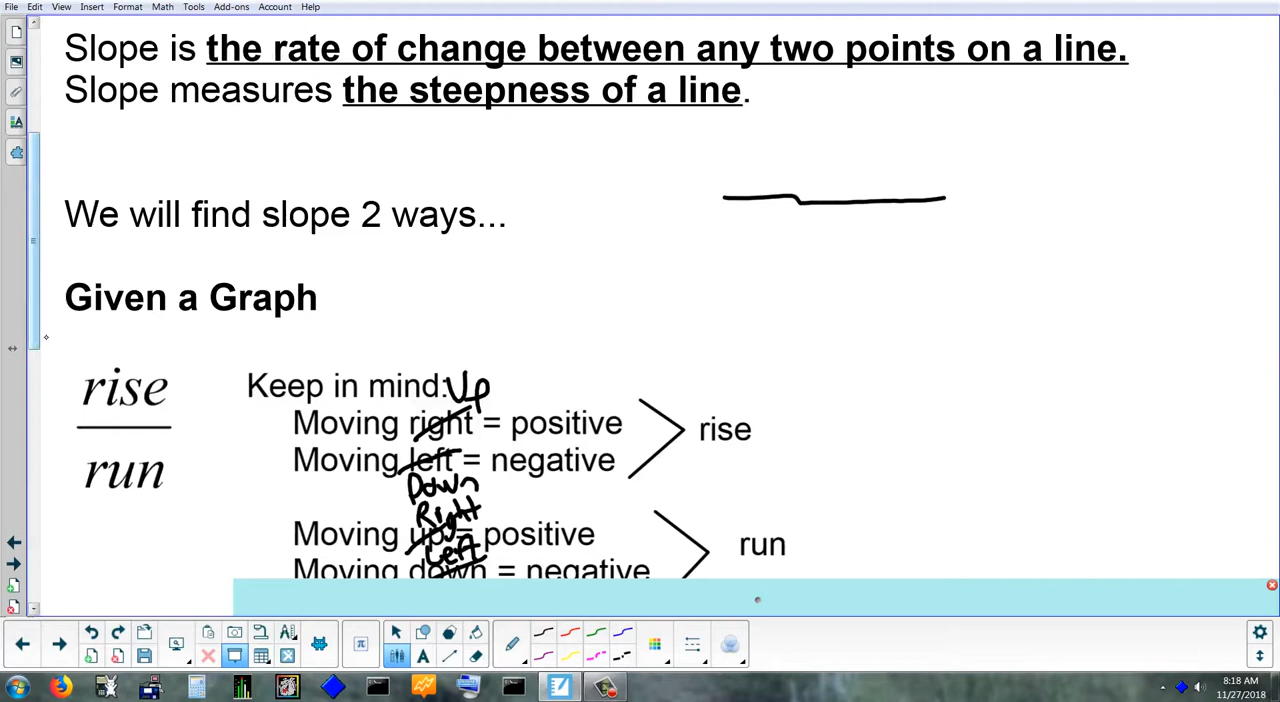 File Edit View Insert Format Math Tools Add-ons Account Help
Slope is the rate of change between any two points on a line.
Slope measures the steepness of a line.
We will find slope 2 ways...
Given a Graph
rise
run
Keep in mind:
Up
Moving right = positive
Moving left = negative
Down
rise
Right
Moving up = positive
Left
Moving down = negative
run
π
A
8:18 AM
11/27/2018